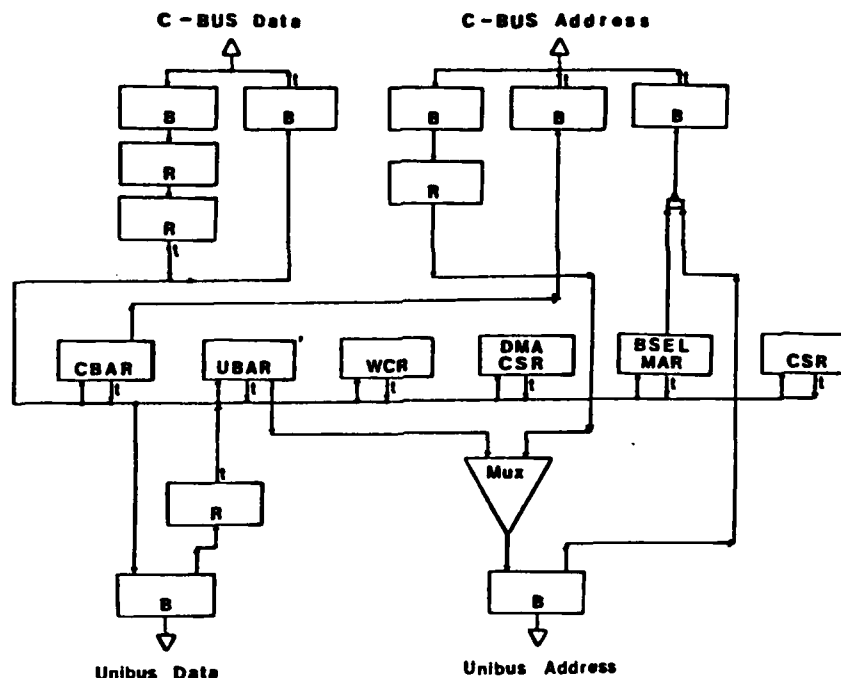 C-BUS Data
C-BUS Address
t
t
t
B
B
B
B
B
R
R
R
t
CBAR
t
UBAR
t
WCR
t
DMA
CSR
t
BSEL
MAR
t
CSR
t
Mux
t
R
B
B
Unibus Data
Unibus Address